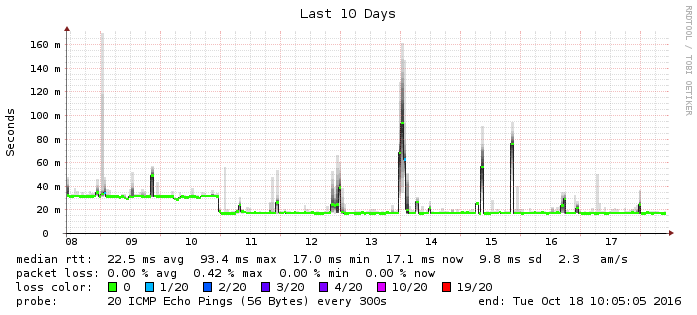 Last 10 Days
RRDTOOL / TOBI OETIKER
Seconds
160 m
140 m
120 m
100 m
80 m
60 m
40 m
20 m
0
08 09 10 11 12 13 14 15 16 17
median rtt: 22.5 ms avg 93.4 ms max 17.0 ms min 17.1 ms now 9.8 ms sd 2.3 am/s
packet loss: 0.00 % avg 0.42 % max 0.00 % min 0.00 % now
loss color: 0 1/20 2/20 3/20 4/20 10/20 19/20
probe: 20 ICMP Echo Pings (56 Bytes) every 300s end: Tue Oct 18 10:05:05 2016